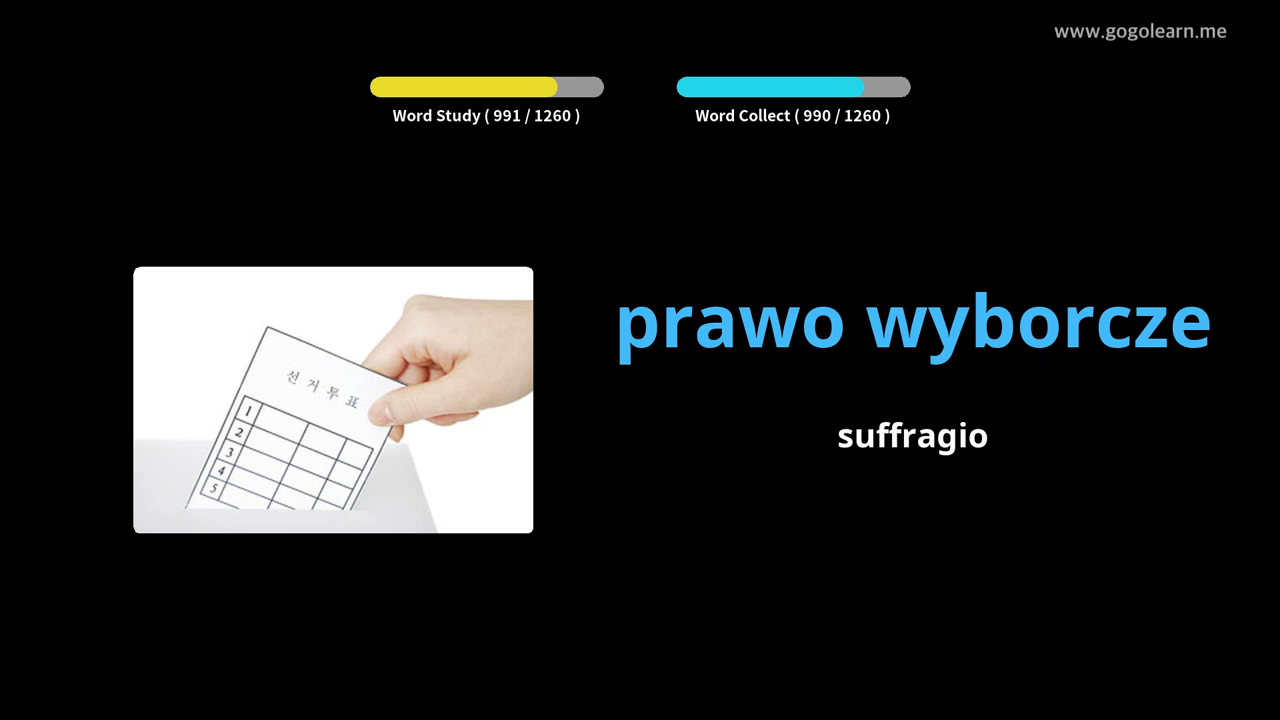 www.gogolearn.me
Word Study ( 991 / 1260 )
Word Collect ( 990 / 1260 )
prawo wyborcze
suffragio
선거투표
1
2
3
4
5